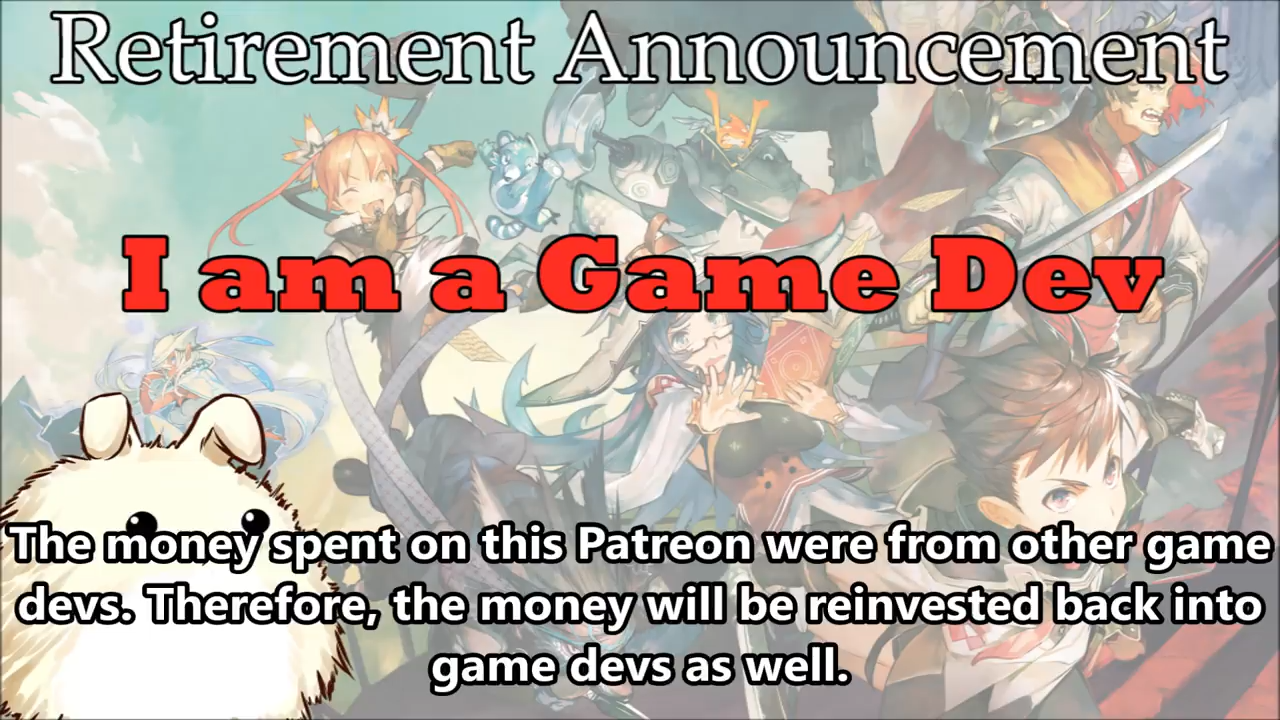 Retirement Announcement
I am a Game Dev
The money spent on this Patreon were from other game
devs. Therefore, the money will be reinvested back into
game devs as well.